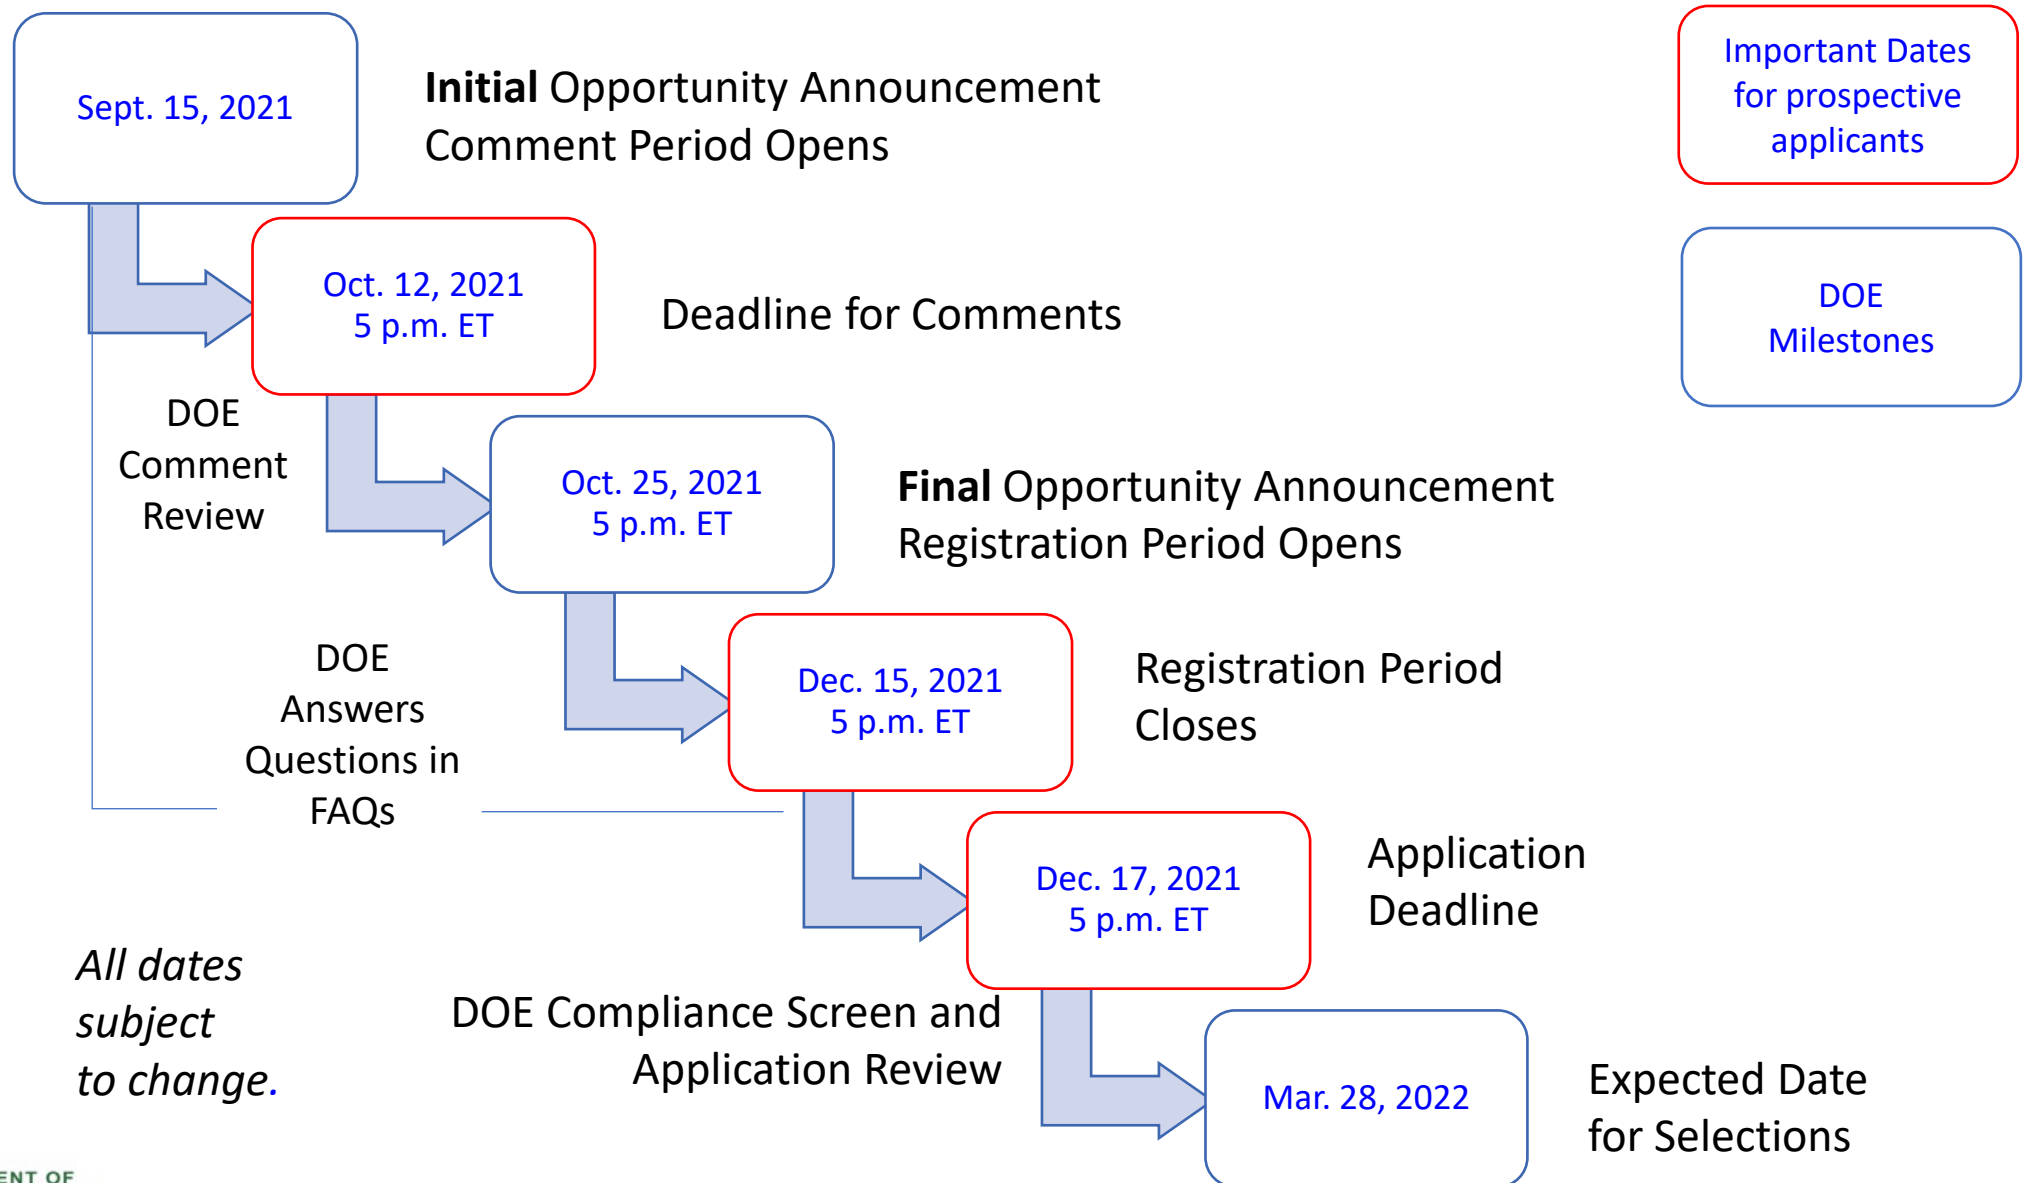 Sept. 15, 2021
Initial Opportunity Announcement
Comment Period Opens
Important Dates
for prospective
applicants
Oct. 12, 2021
5 p.m. ET
Deadline for Comments
DOE
Milestones
DOE
Comment
Review
Oct. 25, 2021
5 p.m. ET
Final Opportunity Announcement
Registration Period Opens
DOE
Answers
Questions in
FAQs
Dec. 15, 2021
5 p.m. ET
Registration Period
Closes
Dec. 17, 2021
5 p.m. ET
Application
Deadline
All dates
subject
to change.
DOE Compliance Screen and
Application Review
Mar. 28, 2022
Expected Date
for Selections
ENT OF